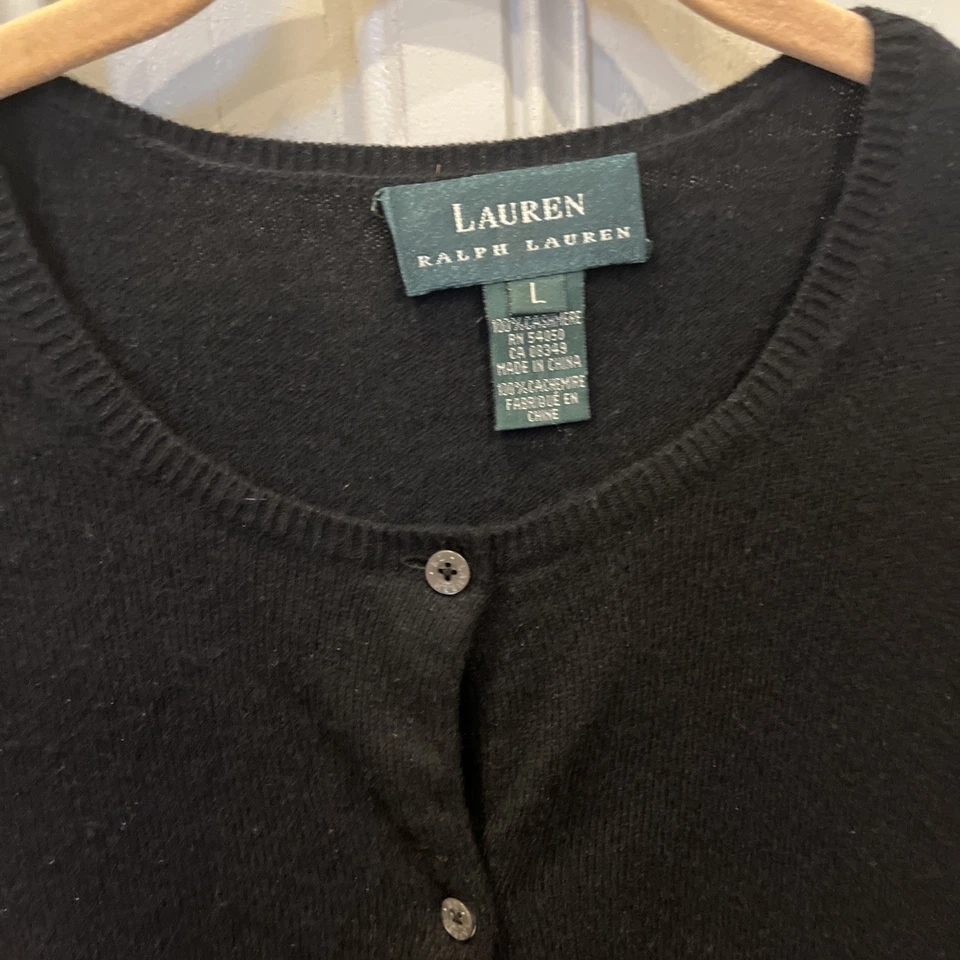 LAUREN
RALPH LAUREN
L
100% CASHMERE
RN 54050
CA 08349
MADE IN CHINA
100% CACHEMIRE
FABRIQUÉ EN
CHINE